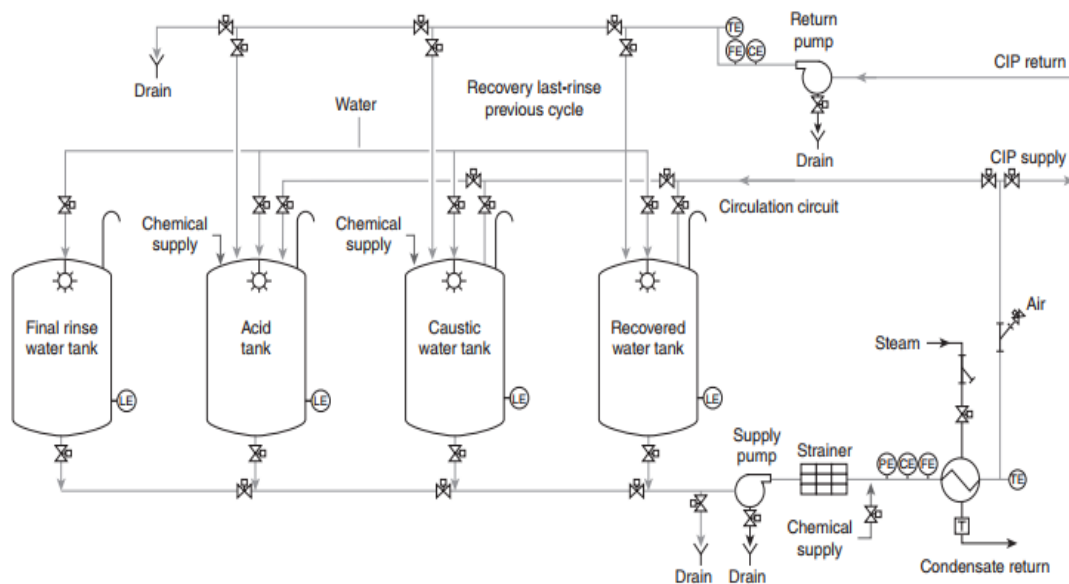 Return
pump
TE
FE
CE
CIP return
Drain
Recovery last-rinse
previous cycle
Water
Drain
CIP supply
Circulation circuit
Chemical
supply
Chemical
supply
Air
Final rinse
water tank
Acid
tank
Caustic
water tank
Recovered
water tank
Steam
LE
LE
LE
LE
Supply
pump
Strainer
PE
CE
FE
TE
Chemical
supply
T
Drain
Drain
Condensate return